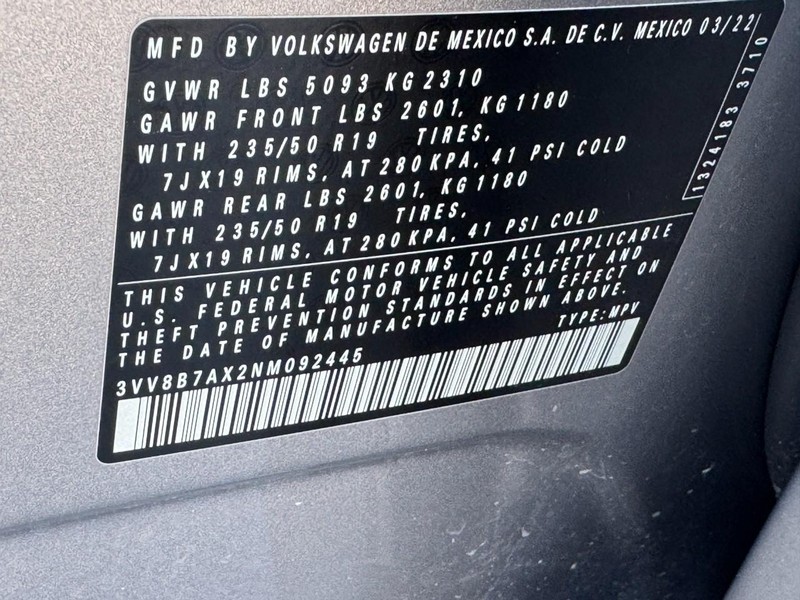 MFD BY VOLKSWAGEN DE MEXICO S.A. DE C.V. MEXICO 03/22
GVWR LBS 5093 KG 2310
GAWR FRONT LBS 2601, KG 1180
WITH 235/50 R19 TIRES,
7JX19 RIMS, AT 280 KPA, 41 PSI COLD
GAWR REAR LBS 2601, KG 1180
WITH 235/50 R19 TIRES,
7JX19 RIMS, AT 280 KPA, 41 PSI COLD
1324183 3710
THIS VEHICLE CONFORMS TO ALL APPLICABLE
U.S. FEDERAL MOTOR VEHICLE SAFETY AND
THEFT PREVENTION STANDARDS IN EFFECT ON
THE DATE OF MANUFACTURE SHOWN ABOVE.
3VV8B7AX2NM092445 TYPE:MPV